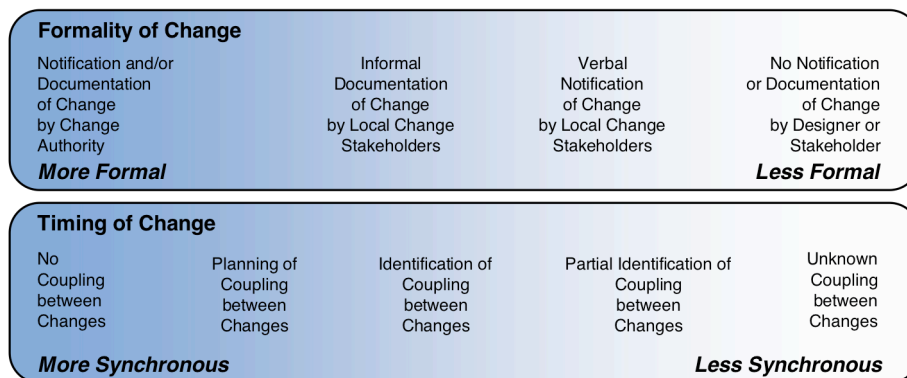 Formality of Change
Notification and/or
Documentation
of Change
by Change
Authority
Informal
Documentation
of Change
by Local Change
Stakeholders
Verbal
Notification
of Change
by Local Change
Stakeholders
No Notification
or Documentation
of Change
by Designer or
Stakeholder
More Formal
Less Formal
Timing of Change
No
Coupling
between
Changes
Planning of
Coupling
between
Changes
Identification of
Coupling
between
Changes
Partial Identification of
Coupling
between
Changes
Unknown
Coupling
between
Changes
More Synchronous
Less Synchronous